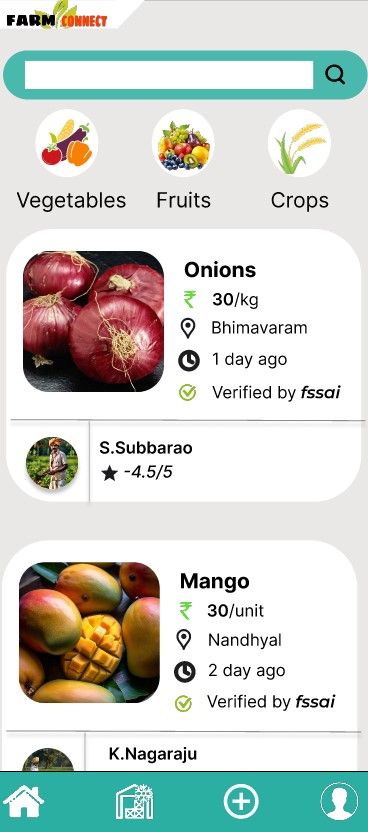 FARM CONNECT
Vegetables Fruits Crops
Onions
₹ 30/kg
Bhimavaram
1 day ago
Verified by fssai
S.Subbarao
★ -4.5/5
Mango
₹ 30/unit
Nandhyal
2 day ago
Verified by fssai
K.Nagaraju